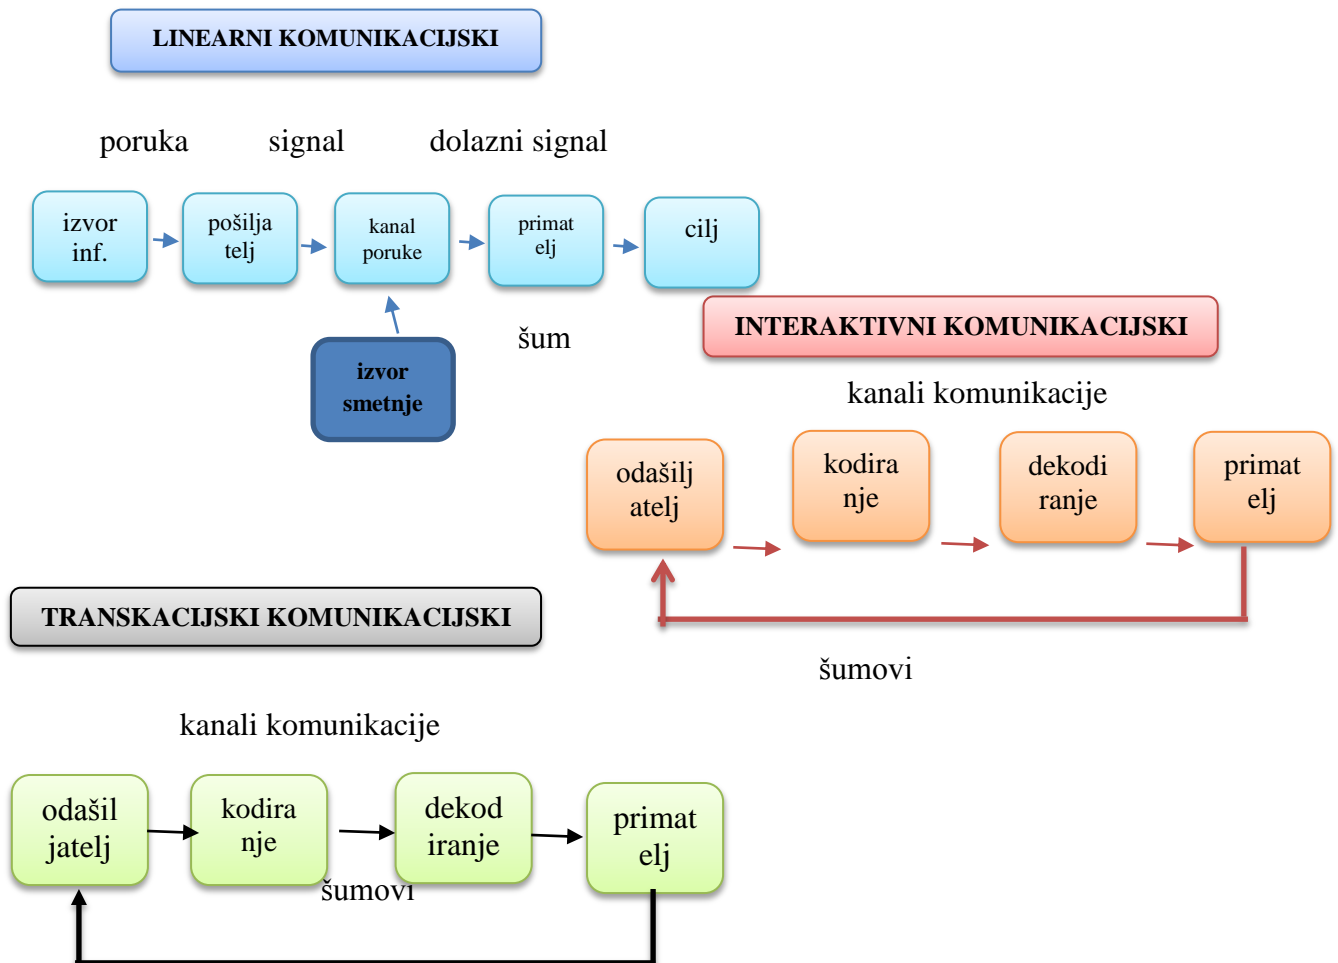 LINEARNI KOMUNIKACIJSKI
poruka signal dolazni signal
izvor
inf.
pošilja
telj
kanal
poruke
primat
elj
cilj
izvor
smetnje
šum
INTERAKTIVNI KOMUNIKACIJSKI
kanali komunikacije
odašilj
atelj
kodira
nje
dekodi
ranje
primat
elj
šumovi
TRANSKACIJSKI KOMUNIKACIJSKI
kanali komunikacije
odašil
jatelj
kodira
nje
dekod
iranje
primat
elj
šumovi